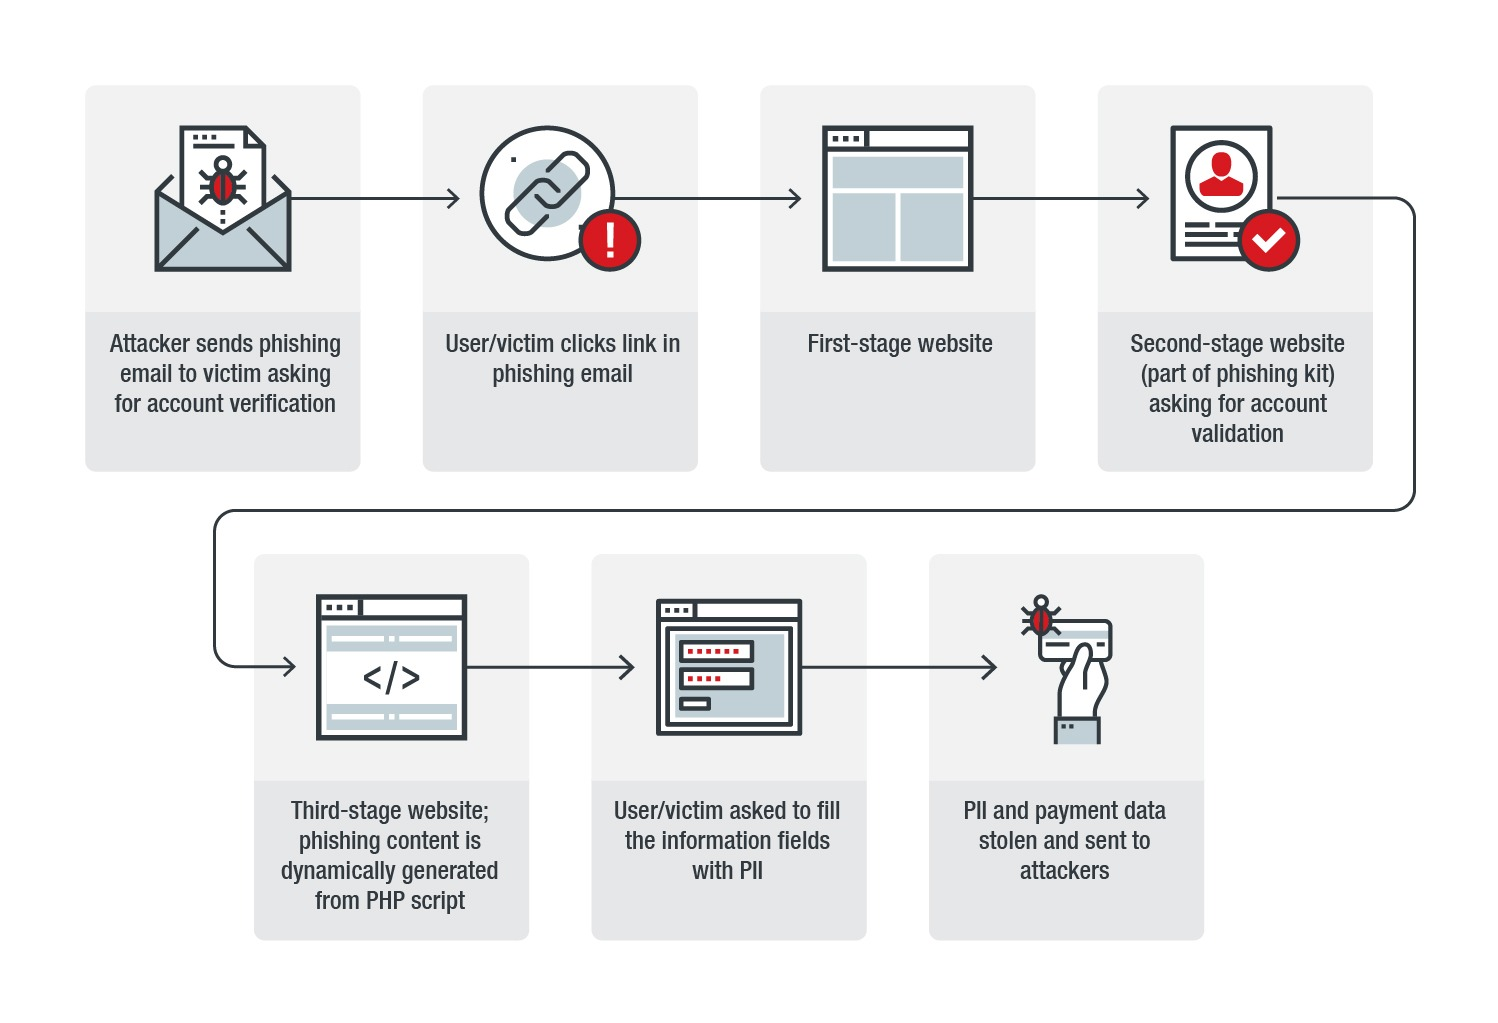 Attacker sends phishing
email to victim asking
for account verification
User/victim clicks link in
phishing email
First-stage website
Second-stage website
(part of phishing kit)
asking for account
validation
</>
Third-stage website;
phishing content is
dynamically generated
from PHP script
User/victim asked to fill
the information fields
with PII
PII and payment data
stolen and sent to
attackers